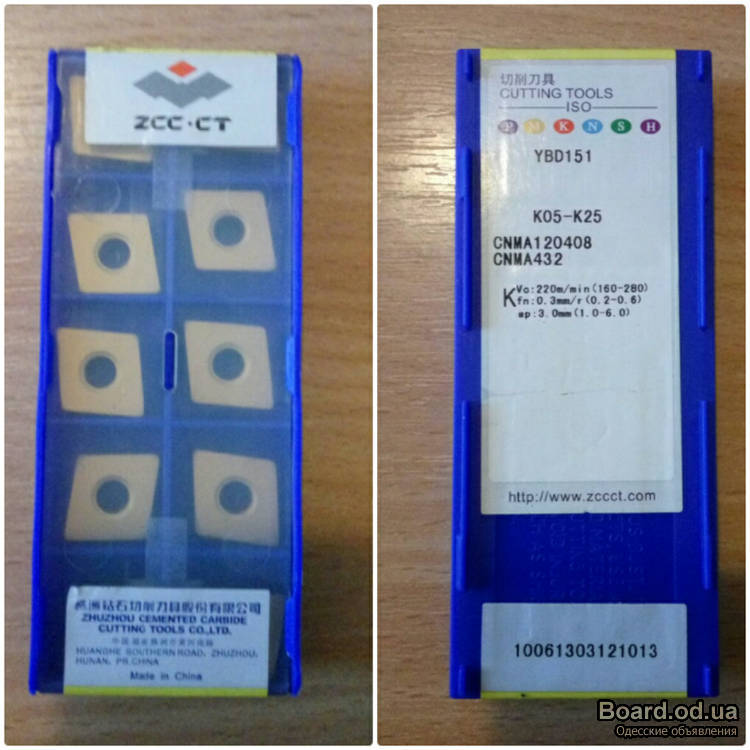 ZCC·CT
钻石切削刀具股份有限公司
ZHUZHOU CEMENTED CARBIDE
CUTTING TOOLS CO.,LTD.
HUANGHE SOUTHERN ROAD, ZHUZHOU,
HUNAN, PR.CHINA
Made in China
切削刀具
CUTTING TOOLS
ISO
P M K N S H
YBD151
K05-K25
CNMA120408
CNMA432
K
Vc:220m/min(160-280)
fn:0.3mm/r(0.2-0.6)
ap:3.0mm(1.0-6.0)
http://www.zccct.com
10061303121013
Board.od.ua
Одесские объявления